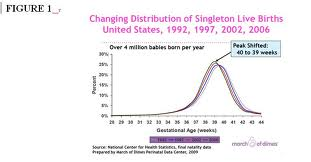 FIGURE 1
Changing Distribution of Singleton Live Births
United States, 1992, 1997, 2002, 2006
Over 4 million babies born per year
Peak Shifted:
40 to 39 weeks
Percent
30
25
20
15
10
5
0
28 29 30 31 32 33 34 35 36 37 38 39 40 41 42 43 44
Gestational Age (weeks)
1992 1997 2002 2006
Source: National Center for Health Statistics, final natality data
Prepared by March of Dimes Perinatal Data Center, 2009
march of dimes